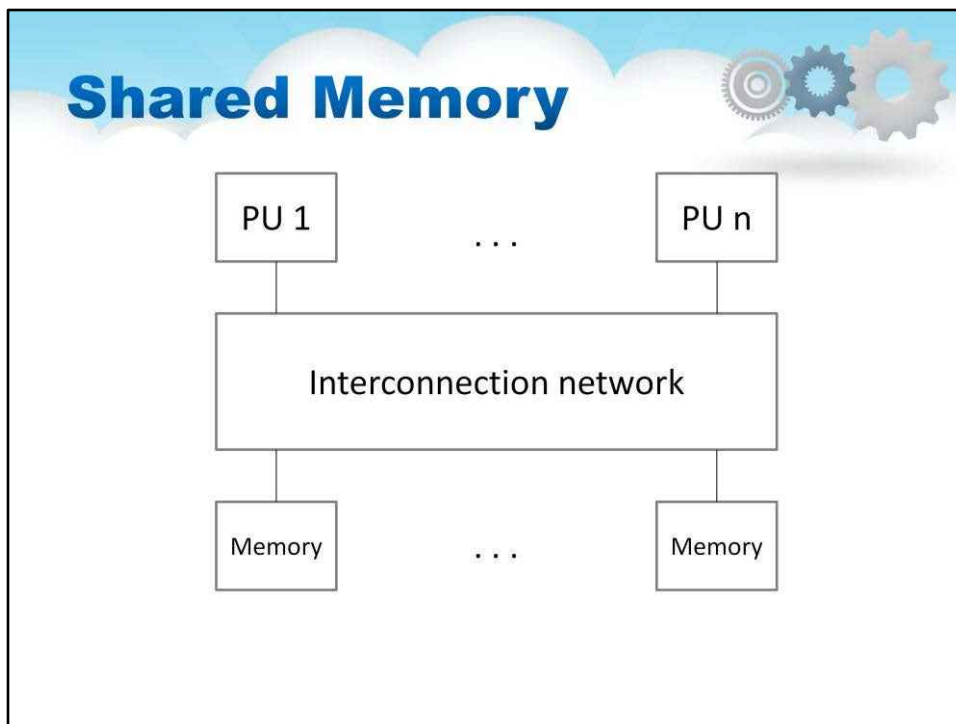 Shared Memory
PU 1 . . . PU n
Interconnection network
Memory . . . Memory